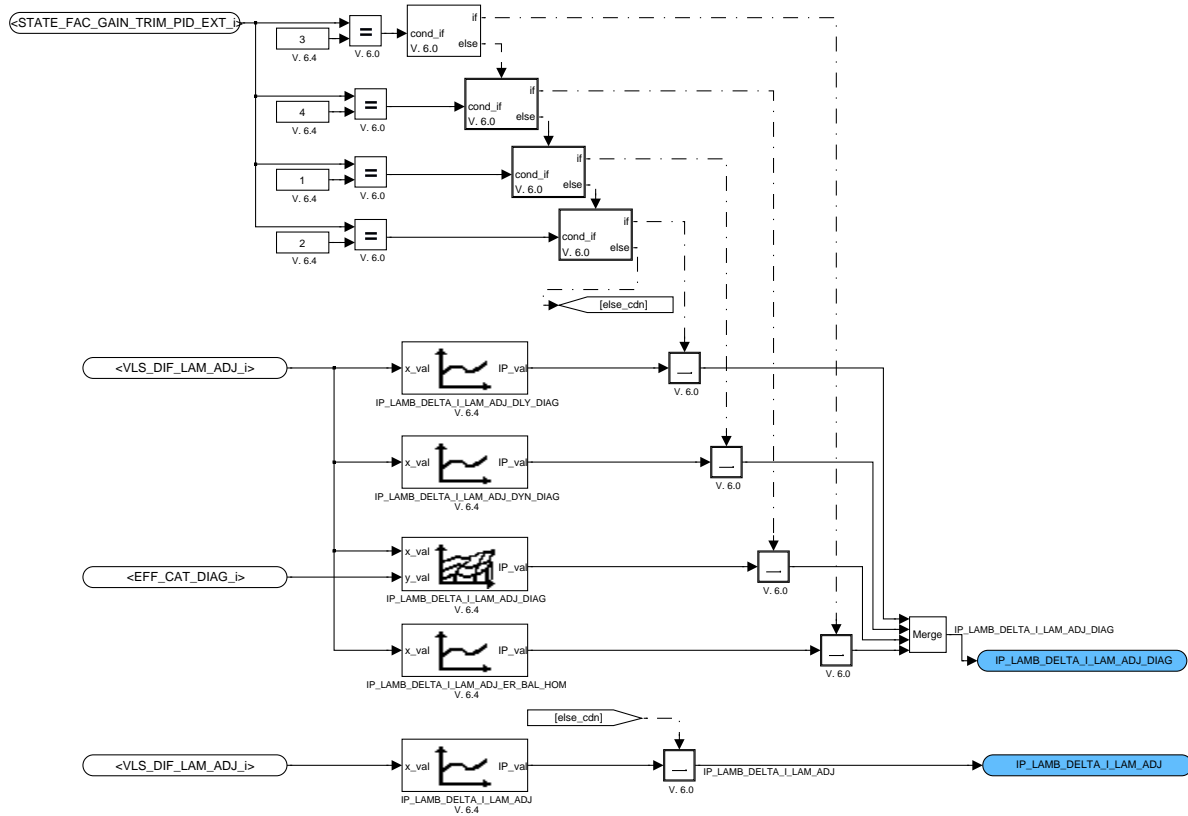 <STATE_FAC_GAIN_TRIM_PID_EXT_i>
3
V. 6.4
=
V. 6.0
if
cond_if
else
V. 6.0
4
V. 6.4
=
V. 6.0
if
cond_if
else
V. 6.0
1
V. 6.4
=
V. 6.0
if
cond_if
else
V. 6.0
2
V. 6.4
=
V. 6.0
if
cond_if
else
V. 6.0
[else_cdn]
<VLS_DIF_LAM_ADJ_i>
x_val
IP_val
IP_LAMB_DELTA_I_LAM_ADJ_DLY_DIAG
V. 6.4
V. 6.0
x_val
IP_val
IP_LAMB_DELTA_I_LAM_ADJ_DYN_DIAG
V. 6.4
V. 6.0
<EFF_CAT_DIAG_i>
x_val
y_val
IP_val
IP_LAMB_DELTA_I_LAM_ADJ_DIAG
V. 6.4
V. 6.0
x_val
IP_val
IP_LAMB_DELTA_I_LAM_ADJ_ER_BAL_HOM
V. 6.4
V. 6.0
Merge
IP_LAMB_DELTA_I_LAM_ADJ_DIAG
IP_LAMB_DELTA_I_LAM_ADJ_DIAG
[else_cdn]
<VLS_DIF_LAM_ADJ_i>
x_val
IP_val
IP_LAMB_DELTA_I_LAM_ADJ
V. 6.4
V. 6.0
IP_LAMB_DELTA_I_LAM_ADJ
IP_LAMB_DELTA_I_LAM_ADJ